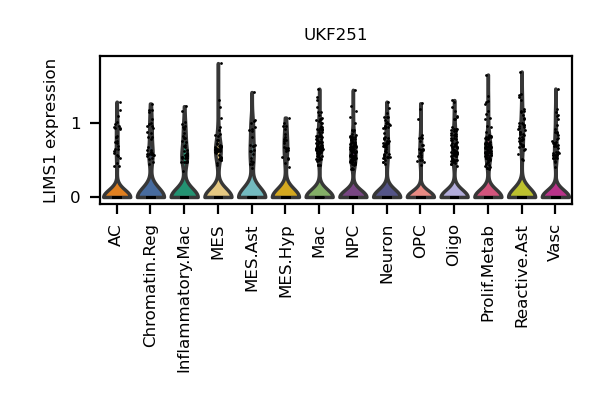 UKF251
LIMS1 expression
1
0
AC
Chromatin.Reg
Inflammatory.Mac
MES
MES.Ast
MES.Hyp
Mac
NPC
Neuron
OPC
Oligo
Prolif.Metab
Reactive.Ast
Vasc